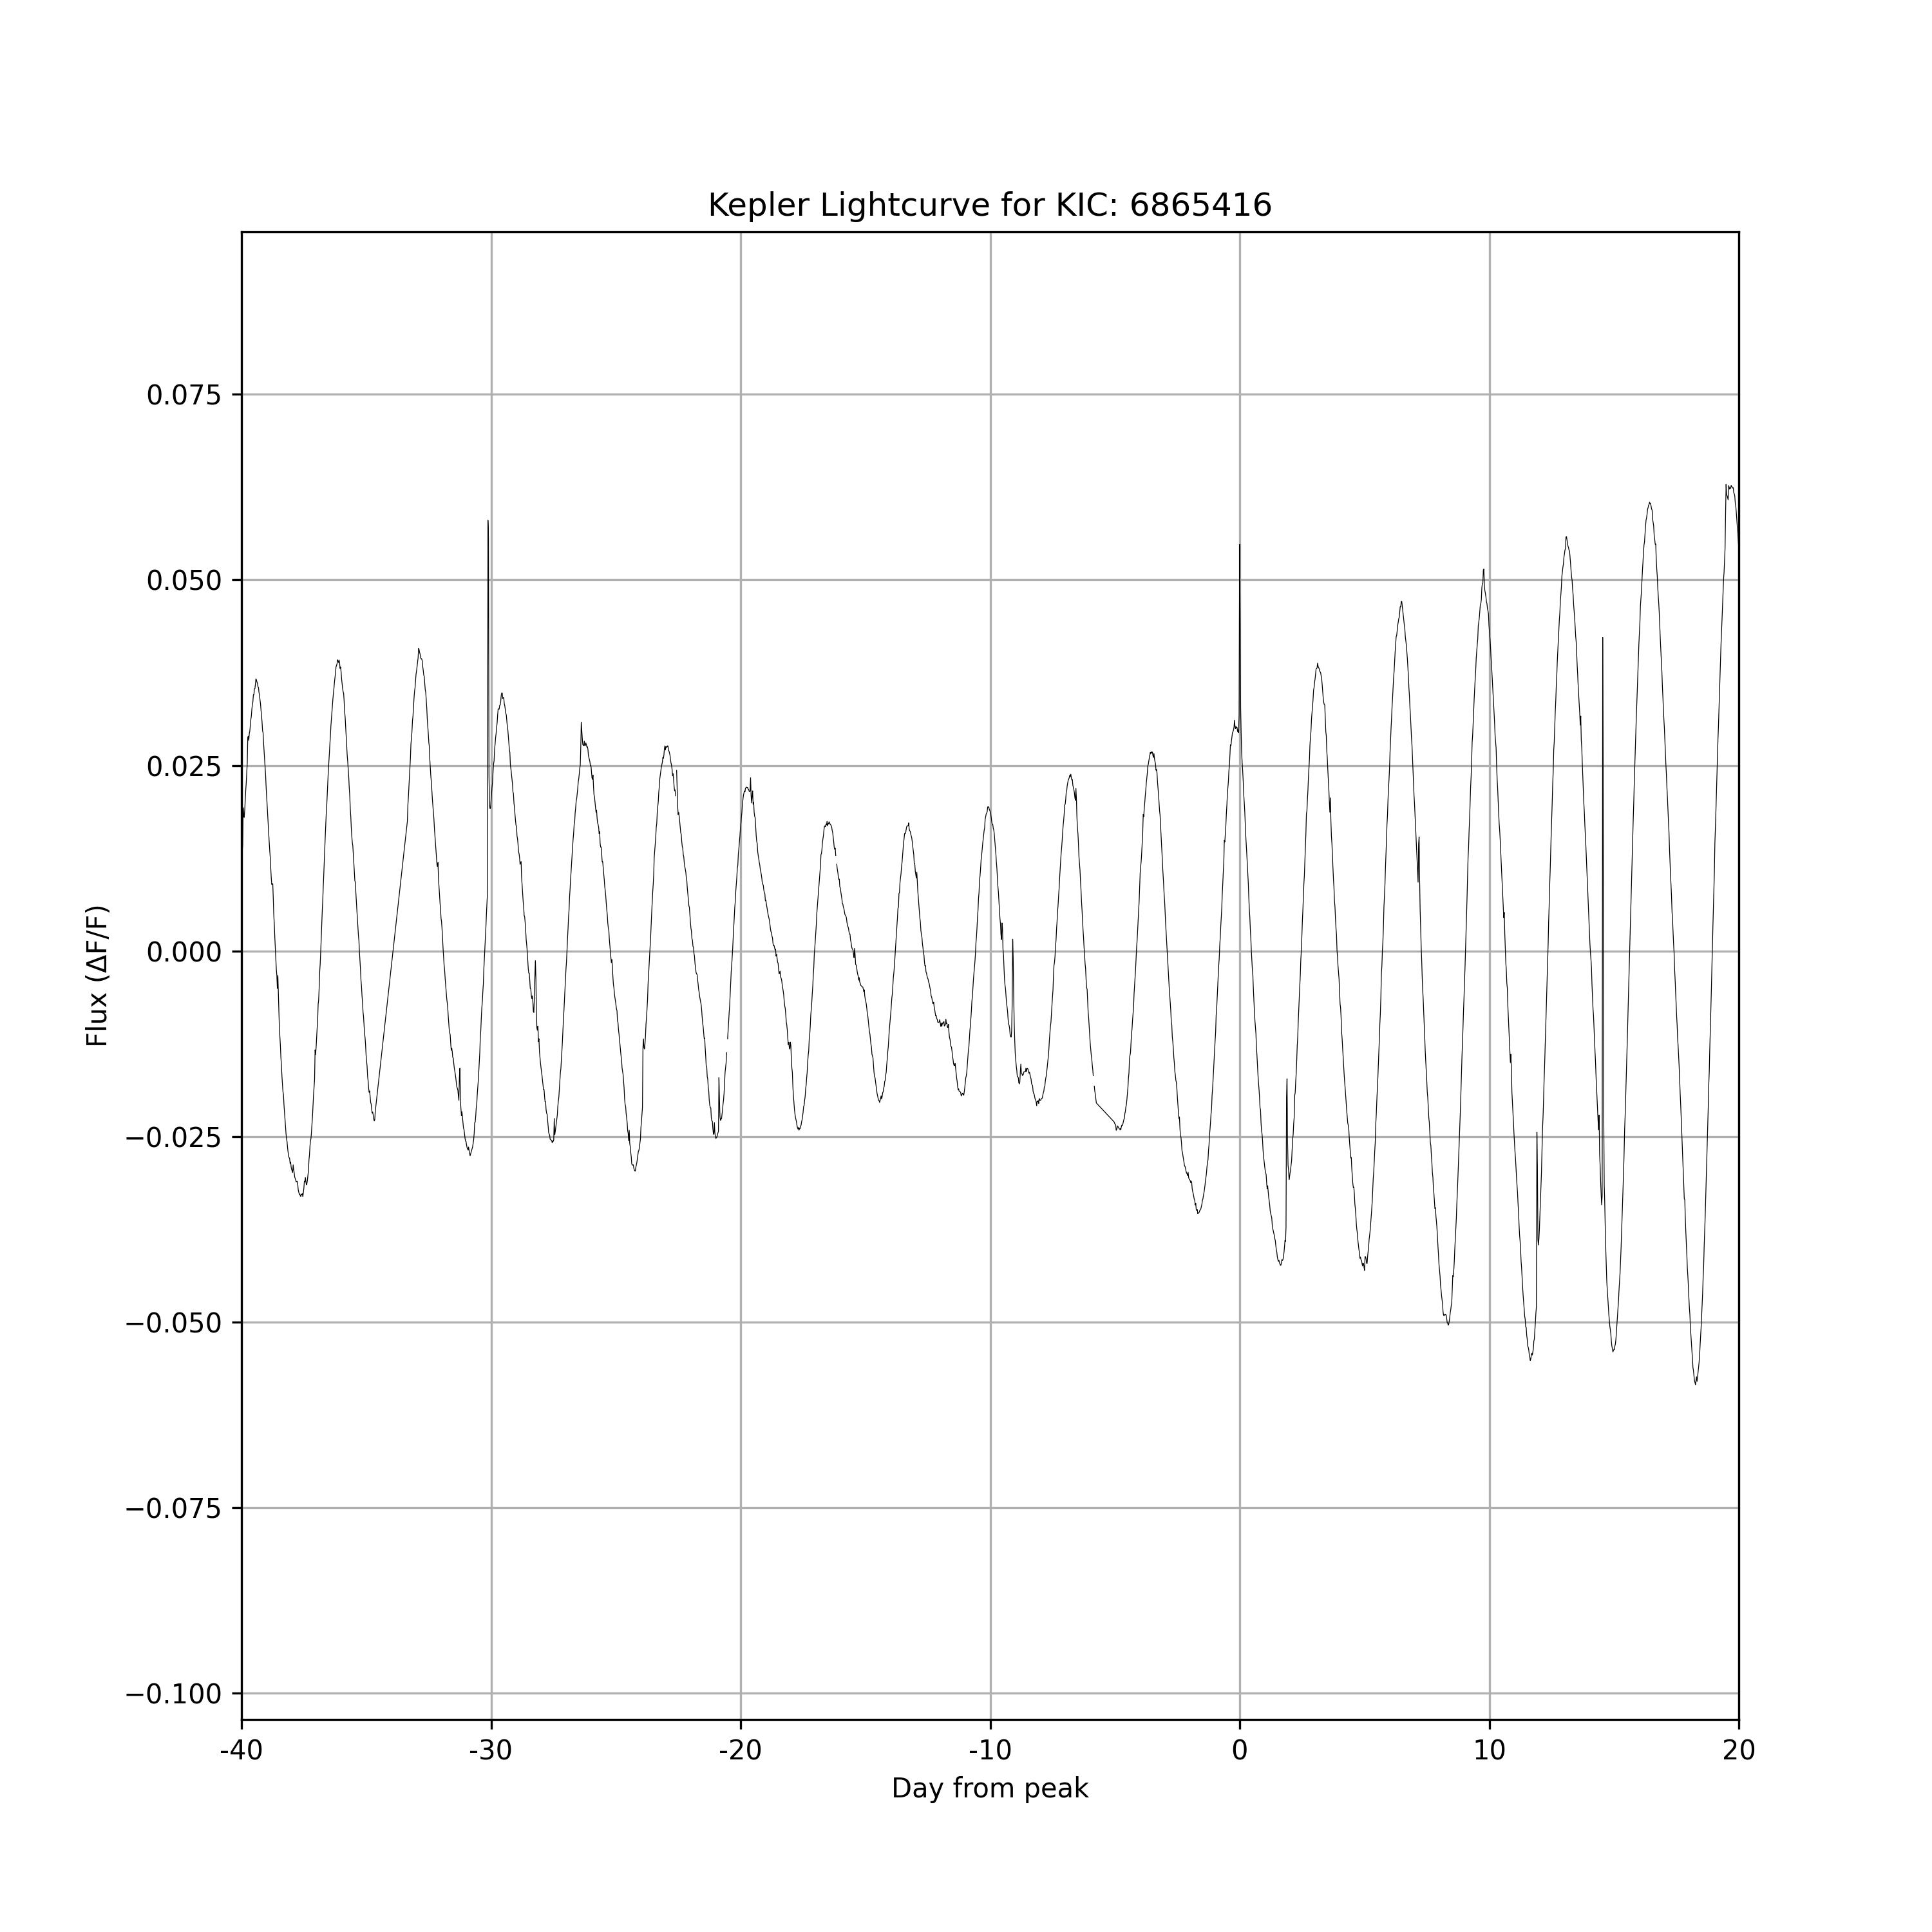 Kepler Lightcurve for KIC: 6865416
0.075
0.050
0.025
0.000
−0.025
−0.050
−0.075
−0.100
Flux (ΔF/F)
-40 -30 -20 -10 0 10 20
Day from peak